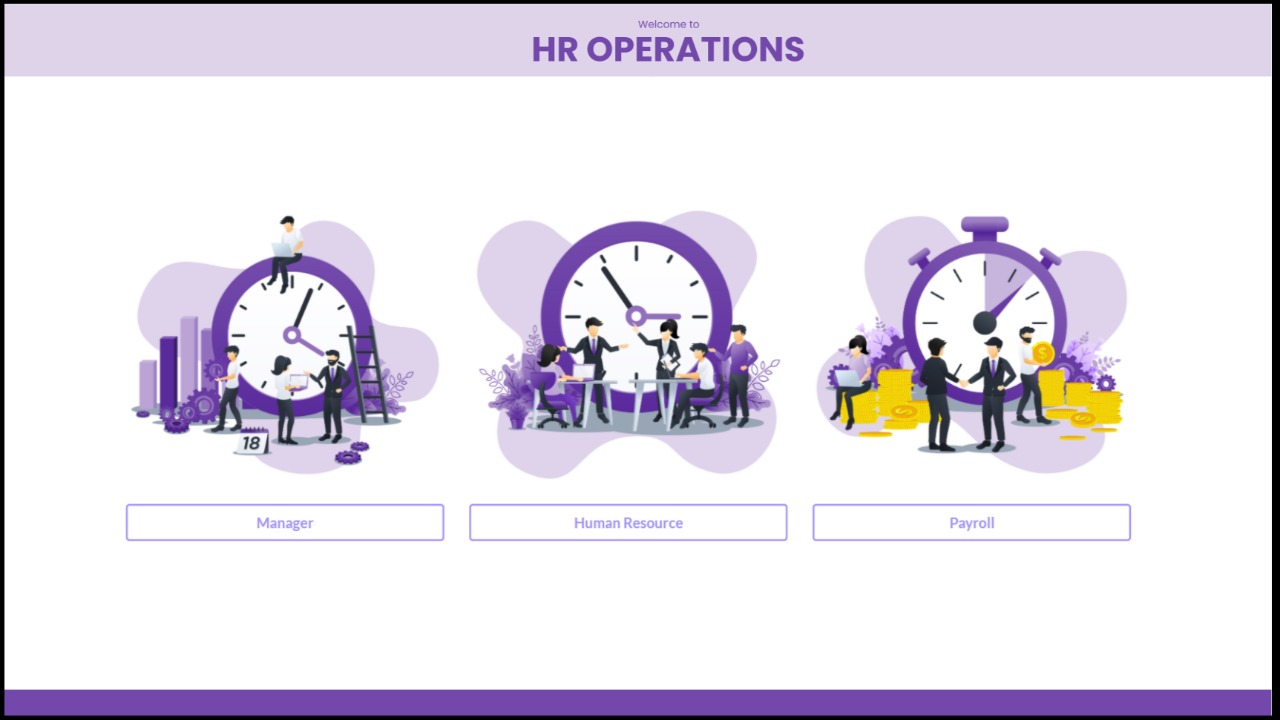 Welcome to
HR OPERATIONS
18
Manager
Human Resource
Payroll